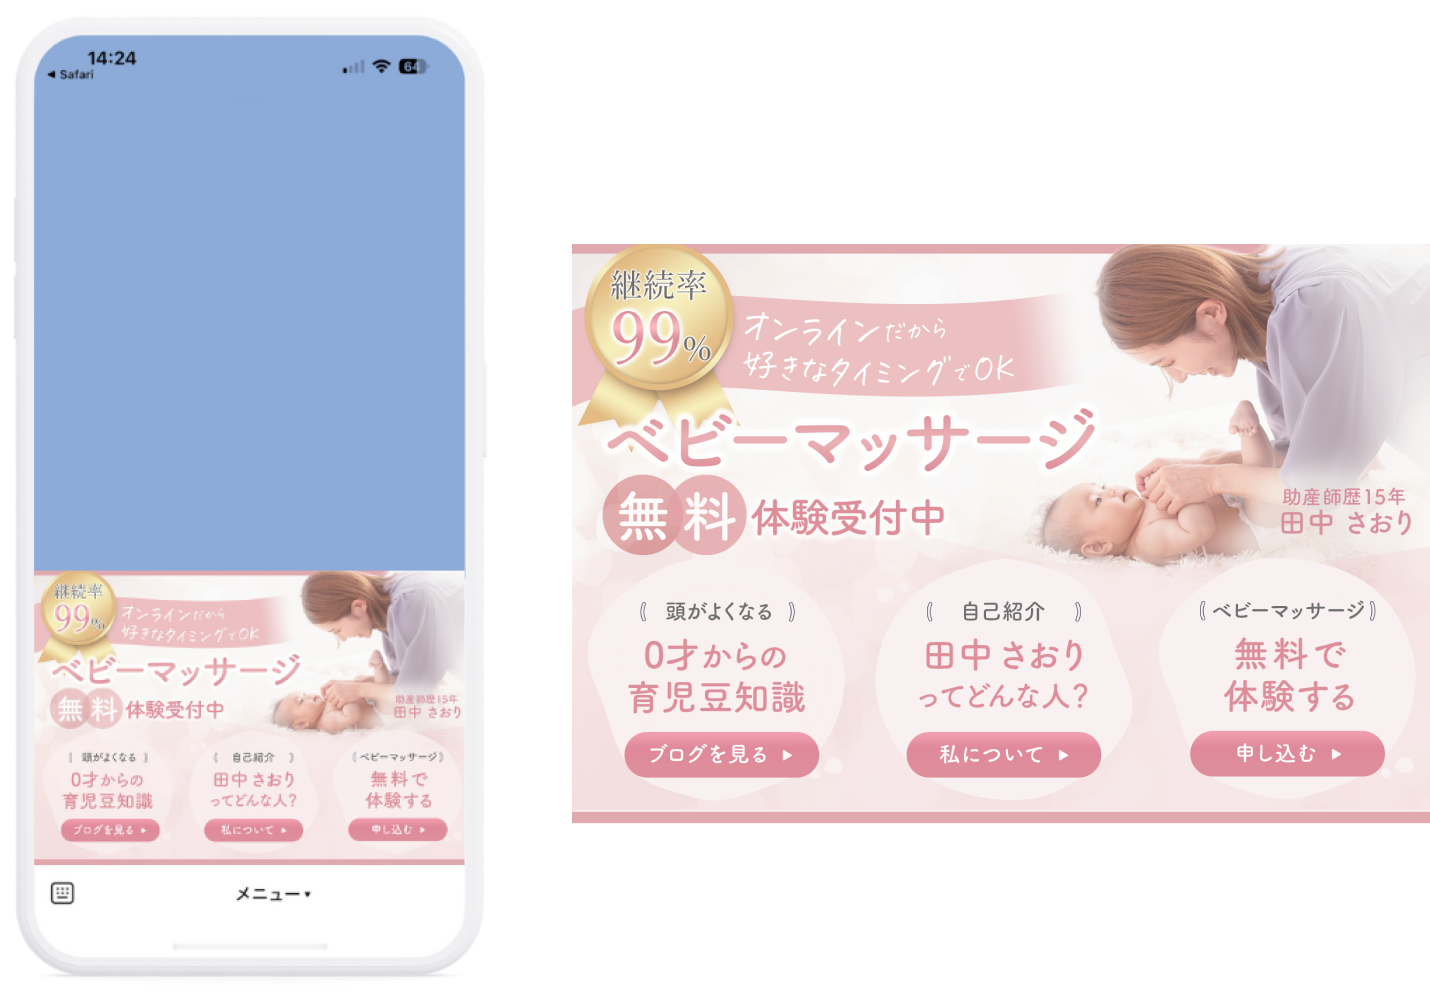 14:24
◀ Safari
64
継続率
99%
オンラインだから
好きなタイミングでOK
ベビーマッサージ
無料体験受付中
助産師歴15年
田中 さおり
《 頭がよくなる 》
0才からの
育児豆知識
ブログを見る ▶
《 自己紹介 》
田中 さおり
ってどんな人?
私について ▶
《 ベビーマッサージ 》
無料で
体験する
申し込む ▶
メニュー ▾
継続率
99%
オンラインだから
好きなタイミングでOK
ベビーマッサージ
無料体験受付中
助産師歴15年
田中 さおり
《 頭がよくなる 》
0才からの
育児豆知識
ブログを見る ▶
《 自己紹介 》
田中 さおり
ってどんな人?
私について ▶
《 ベビーマッサージ 》
無料で
体験する
申し込む ▶